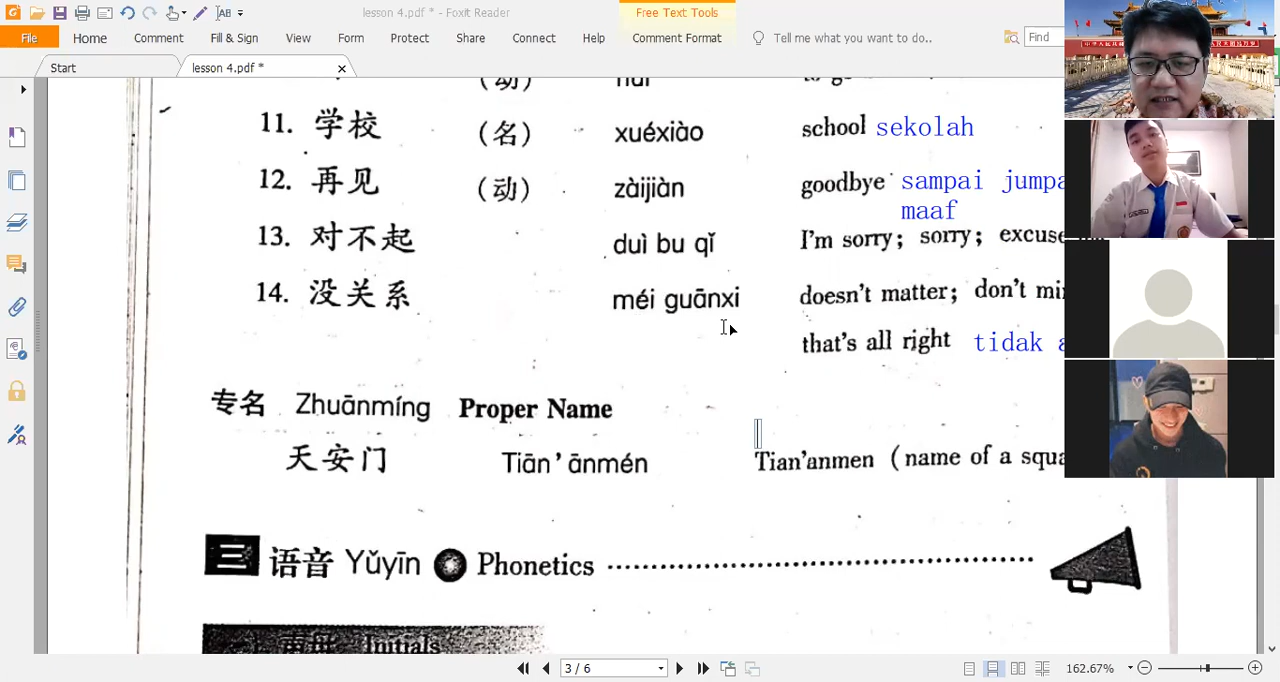 lesson 4.pdf * - Foxit Reader
Free Text Tools
File Home Comment Fill & Sign View Form Protect Share Connect Help Comment Format Tell me what you want to do.. Find
Start lesson 4.pdf *
（动）
11. 学校 （名） xuéxiào school sekolah
12. 再见 （动） zàijiàn goodbye sampai
maaf
13. 对不起 duì bu qǐ I'm sorry; sorry; excuse
14. 没关系 méi guānxi doesn't matter; don't
that's all right tidak
专名 Zhuānmíng Proper Name
天安门 Tiān'ānmén Tian'anmen (name of a
三 语音 Yǔyīn Phonetics
声母 Initials
3 / 6 162.67%